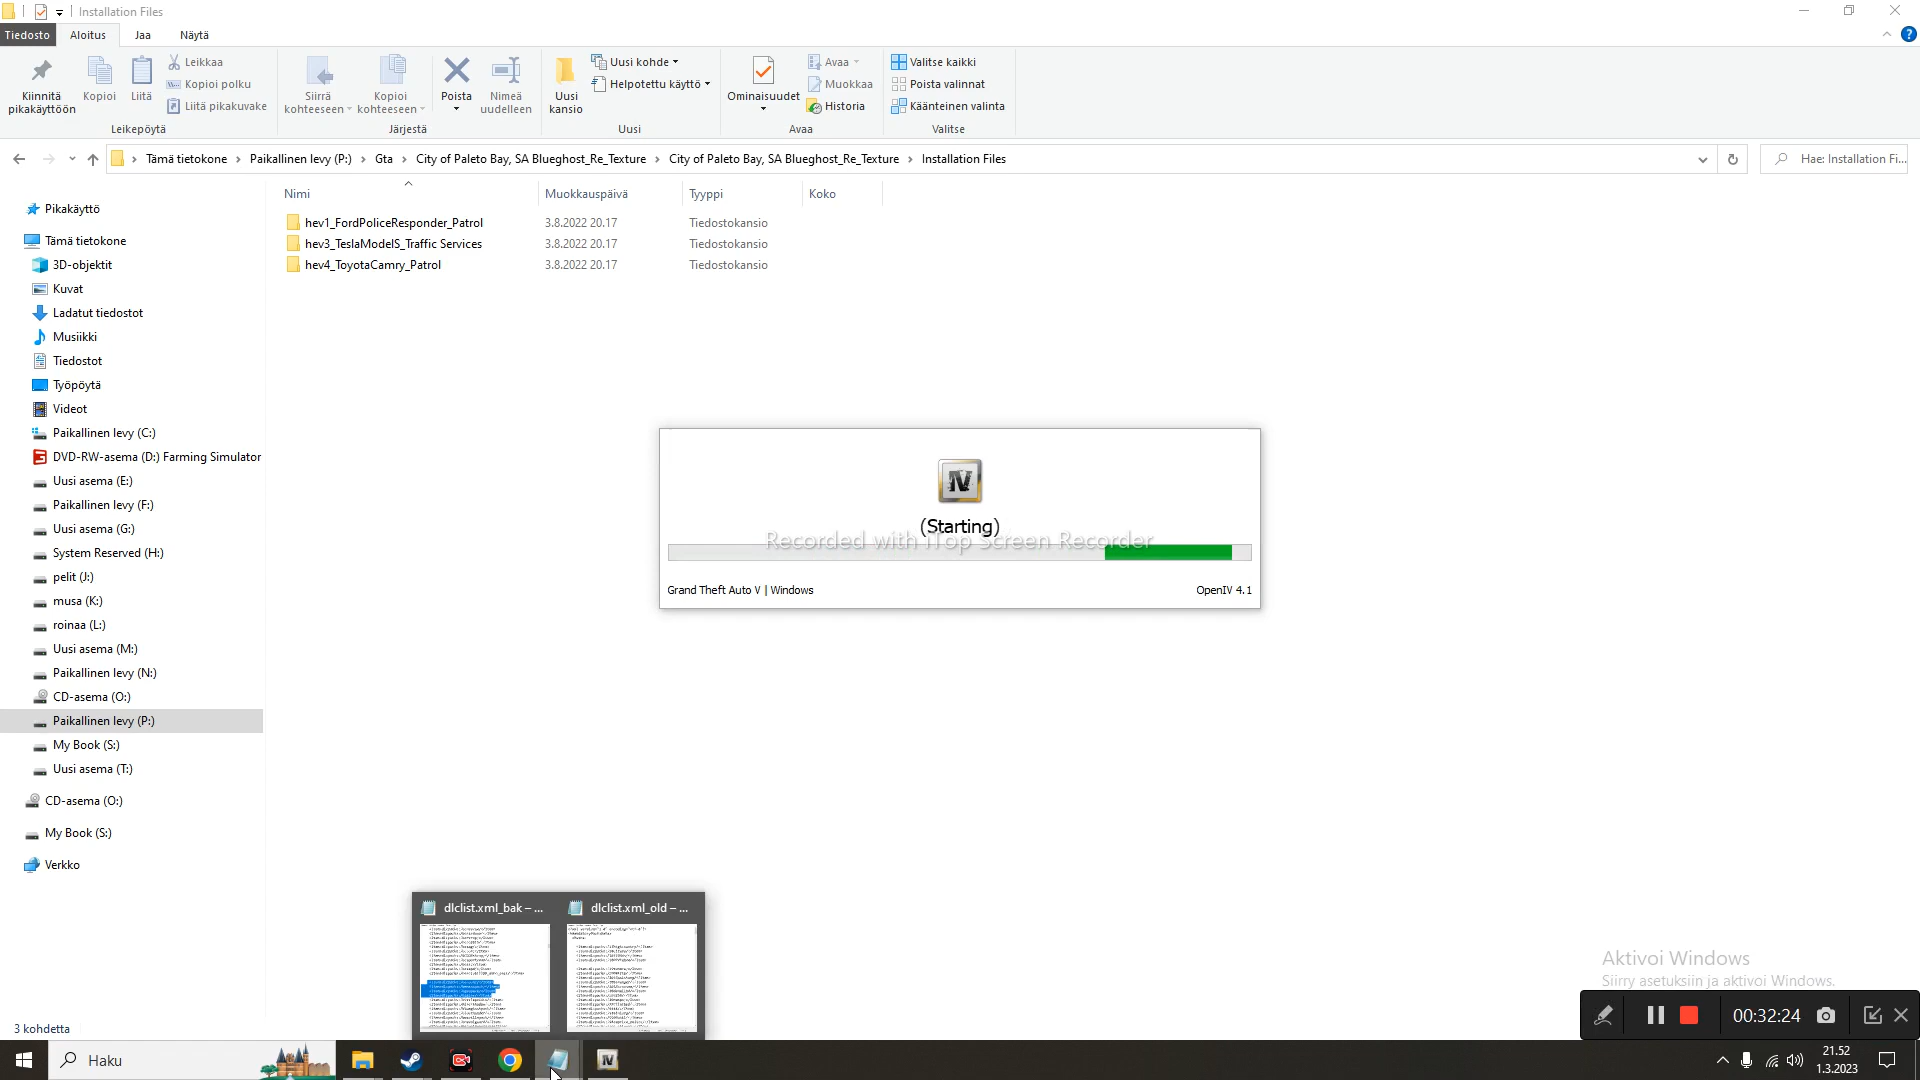 Installation Files
Tiedosto
Aloitus
Jaa
Näytä
Kiinnitä pikakäyttöön
Kopioi
Liitä
Leikkaa
Kopioi polku
Liitä pikakuvake
Leikepöytä
Siirrä kohteeseen
Kopioi kohteeseen
Poista
Nimeä uudelleen
Järjestä
Uusi kansio
Uusi kohde
Helpotettu käyttö
Uusi
Ominaisuudet
Avaa
Muokkaa
Historia
Avaa
Valitse kaikki
Poista valinnat
Käänteinen valinta
Valitse
Tämä tietokone > Paikallinen levy (P:) > Gta > City of Paleto Bay, SA Blueghost_Re_Texture > City of Paleto Bay, SA Blueghost_Re_Texture > Installation Files
Hae: Installation Fi...
Nimi Muokkauspäivä Tyyppi Koko
hev1_FordPoliceResponder_Patrol 3.8.2022 20.17 Tiedostokansio
hev3_TeslaModelS_Traffic Services 3.8.2022 20.17 Tiedostokansio
hev4_ToyotaCamry_Patrol 3.8.2022 20.17 Tiedostokansio
Pikakäyttö
Tämä tietokone
3D-objektit
Kuvat
Ladatut tiedostot
Musiikki
Tiedostot
Työpöytä
Videot
Paikallinen levy (C:)
DVD-RW-asema (D:) Farming Simulator
Uusi asema (E:)
Paikallinen levy (F:)
Uusi asema (G:)
System Reserved (H:)
pelit (J:)
musa (K:)
roinaa (L:)
Uusi asema (M:)
Paikallinen levy (N:)
CD-asema (O:)
Paikallinen levy (P:)
My Book (S:)
Uusi asema (T:)
CD-asema (O:)
My Book (S:)
Verkko
(Starting)
Recorded with iTop Screen Recorder
Grand Theft Auto V | Windows
OpenIV 4.1
dlclist.xml_bak – ...
dlclist.xml_old – ...
Aktivoi Windows
Siirry asetuksiin ja aktivoi Windows.
00:32:24
3 kohdetta
Haku
21.52
1.3.2023